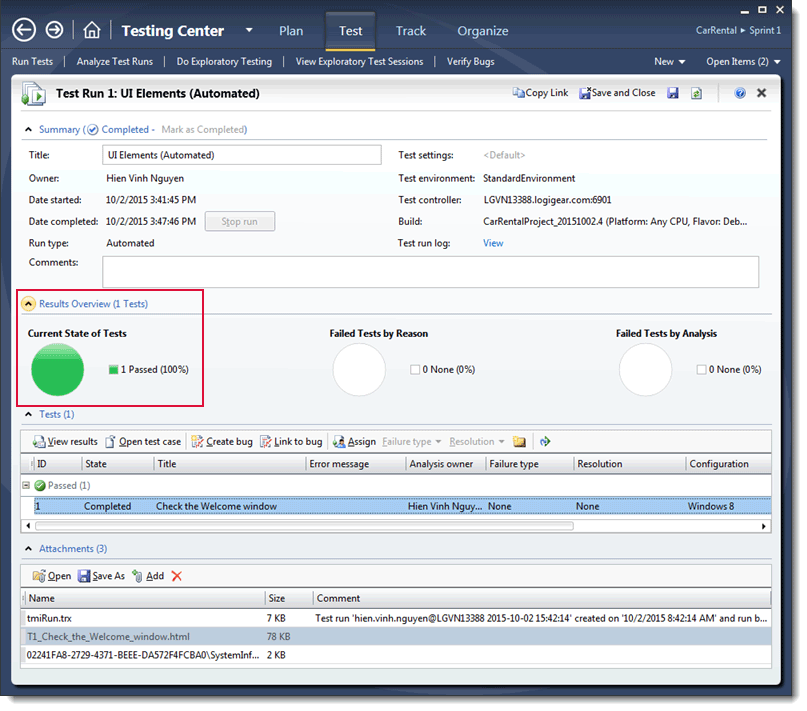 Testing Center Plan Test Track Organize CarRental ▸ Sprint 1
Run Tests Analyze Test Runs Do Exploratory Testing View Exploratory Test Sessions Verify Bugs New Open Items (2)
Test Run 1: UI Elements (Automated) Copy Link Save and Close
Summary ( Completed - Mark as Completed)
Title: UI Elements (Automated) Test settings: <Default>
Owner: Hien Vinh Nguyen Test environment: StandardEnvironment
Date started: 10/2/2015 3:41:45 PM Test controller: LGVN13388.logigear.com:6901
Date completed: 10/2/2015 3:47:46 PM Stop run Build: CarRentalProject_20151002.4 (Platform: Any CPU, Flavor: Deb...
Run type: Automated Test run log: View
Comments:
Results Overview (1 Tests)
Current State of Tests Failed Tests by Reason Failed Tests by Analysis
1 Passed (100%) 0 None (0%) 0 None (0%)
Tests (1)
View results Open test case Create bug Link to bug Assign Failure type Resolution
ID State Title Error message Analysis owner Failure type Resolution Configuration
Passed (1)
1 Completed Check the Welcome window Hien Vinh Nguy... None None Windows 8
Attachments (3)
Open Save As Add
Name Size Comment
tmiRun.trx 7 KB Test run 'hien.vinh.nguyen@LGVN13388 2015-10-02 15:42:14' created on '10/2/2015 8:42:14 AM' and run b...
T1_Check_the_Welcome_window.html 78 KB
02241FA8-2729-4371-BEEE-DA572F4FCBA0\SystemInf... 2 KB